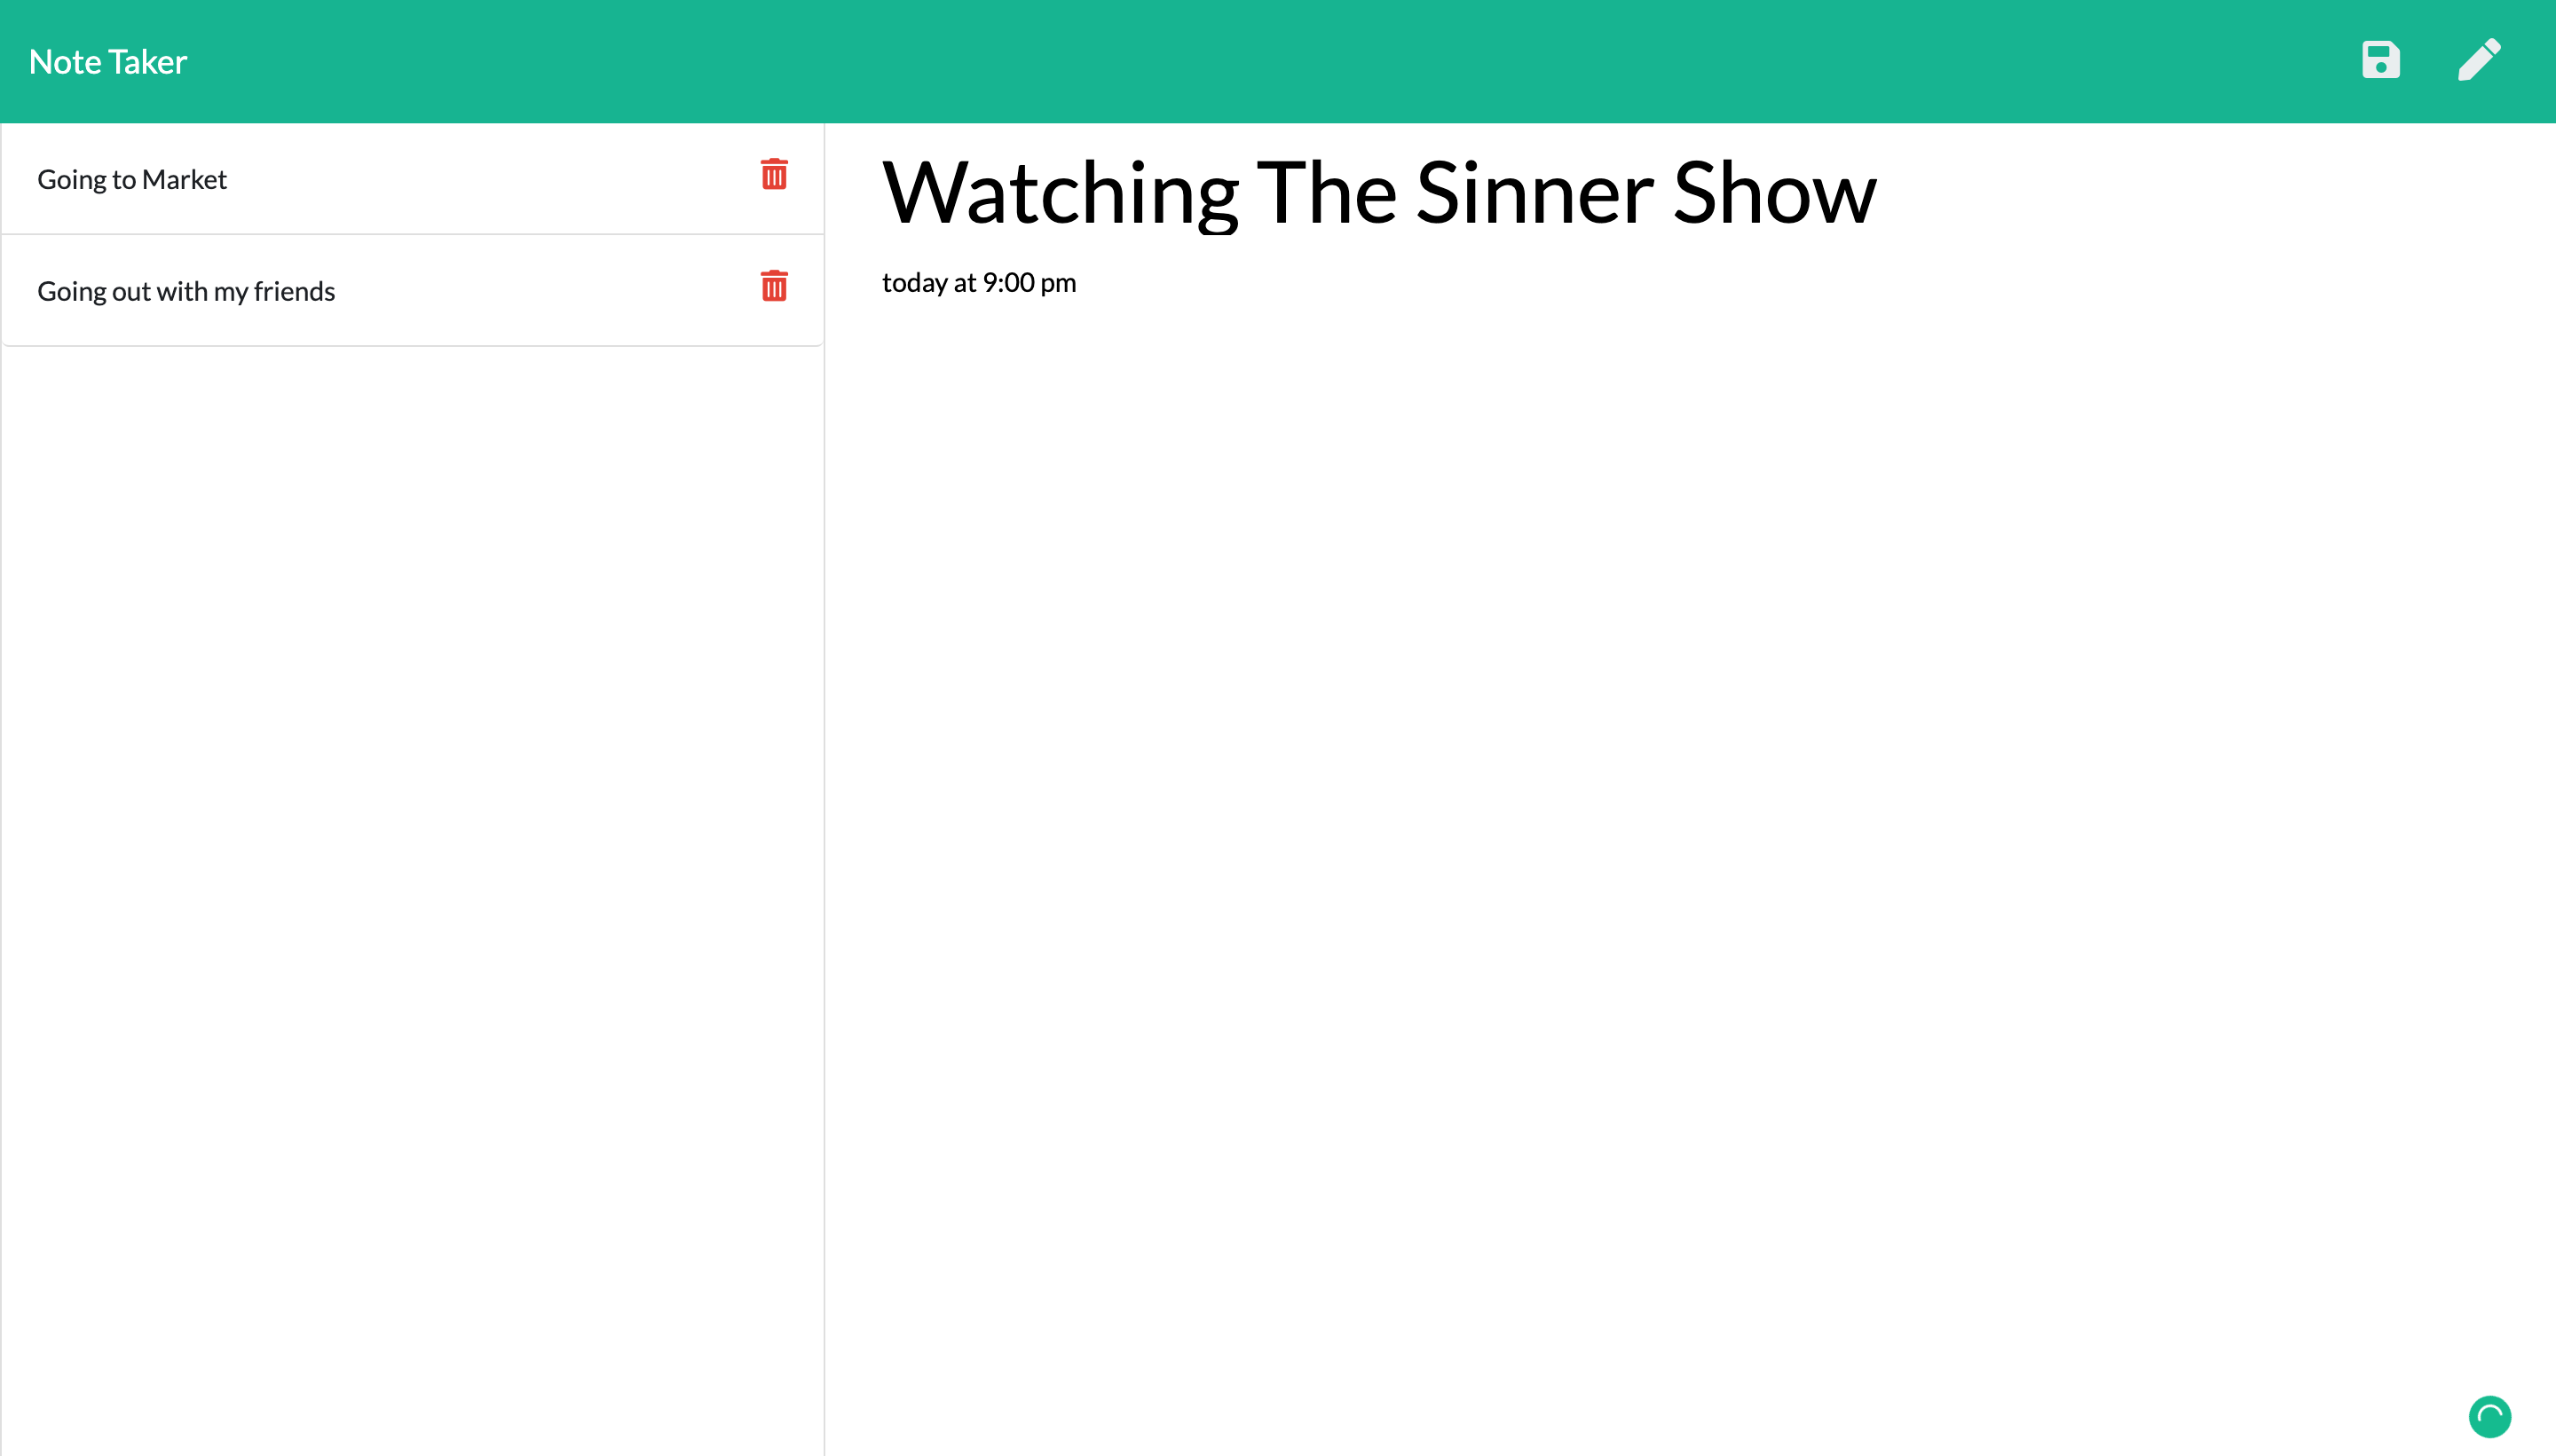 Note Taker
Going to Market
Going out with my friends
Watching The Sinner Show
today at 9:00 pm